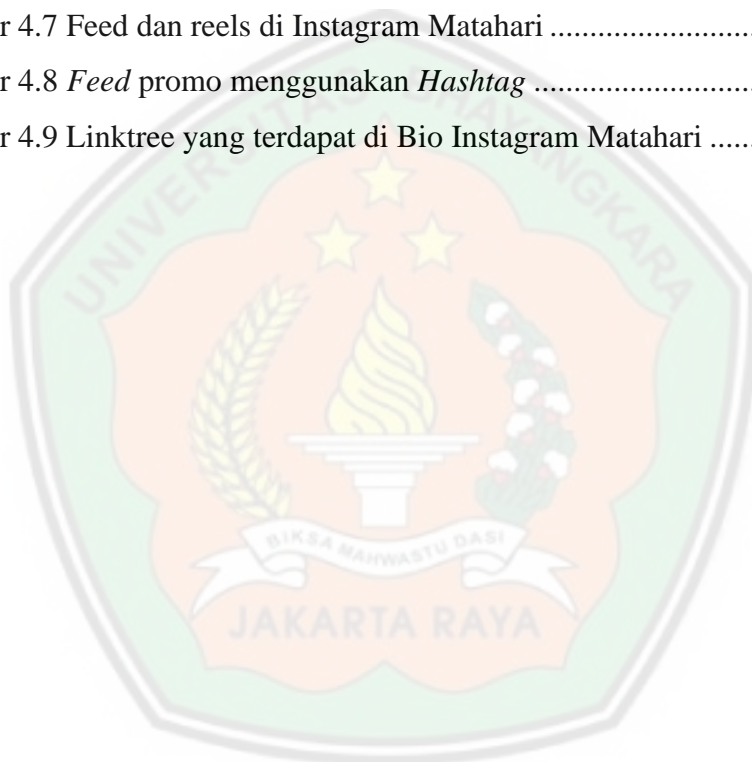 r 4.7 Feed dan reels di Instagram Matahari ........................
r 4.8 Feed promo menggunakan Hashtag ..........................
r 4.9 Linktree yang terdapat di Bio Instagram Matahari ......
UNIVERSITAS BHAYANGKARA
BIKSA MAHWASTU DASI
JAKARTA RAYA